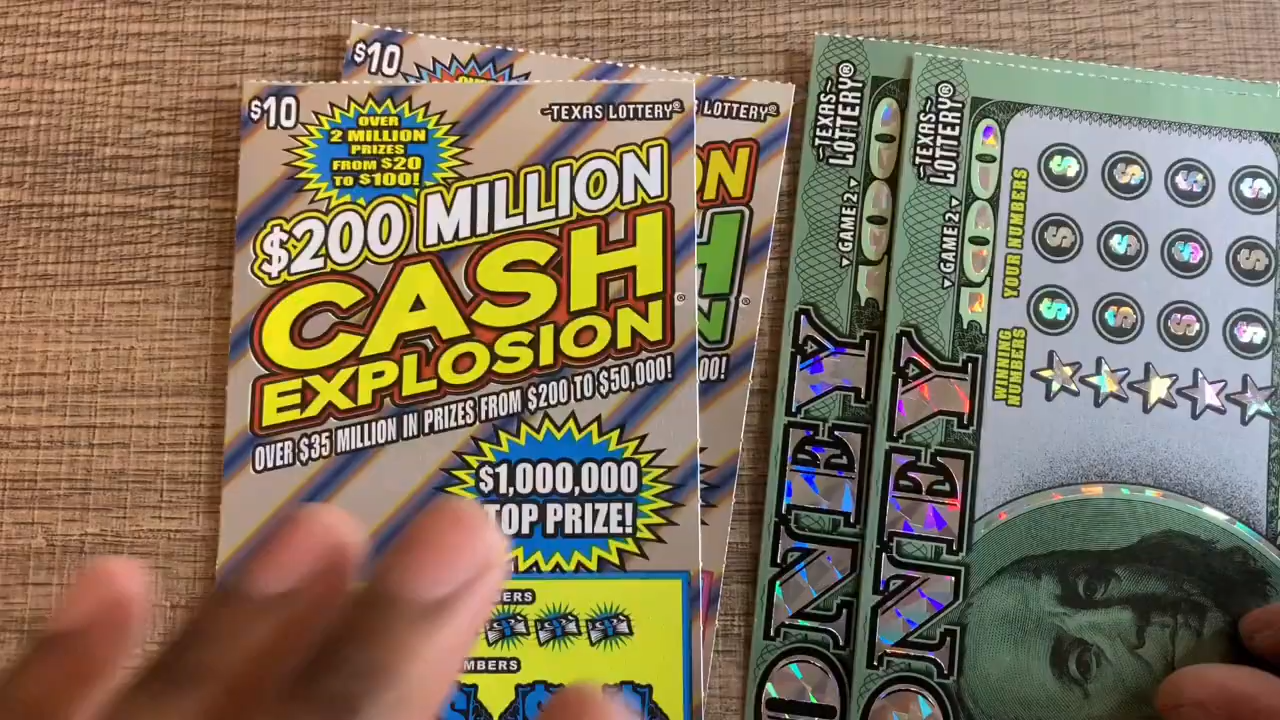 $10
$10
OVER
2 MILLION
PRIZES
FROM $20
TO $100!
TEXAS LOTTERY®
LOTTERY®
$200 MILLION
CASH
EXPLOSION®
OVER $35 MILLION IN PRIZES FROM $200 TO $50,000!
$1,000,000
TOP PRIZE!
TEXAS
LOTTERY®
GAME 2
TEXAS
LOTTERY®
GAME 2
YOUR NUMBERS
WINNING
NUMBERS
ONEY
ONEY